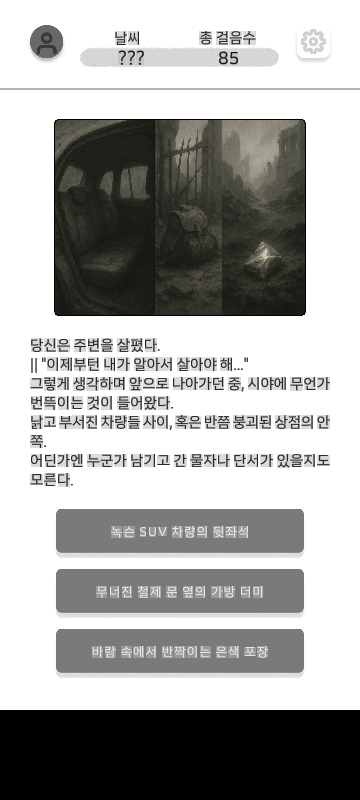 날씨 총 걸음수
??? 85
당신은 주변을 살폈다.
|| "이제부턴 내가 알아서 살아야 해..."
그렇게 생각하며 앞으로 나아가던 중, 시야에 무언가
번뜩이는 것이 들어왔다.
낡고 부서진 차량들 사이, 혹은 반쯤 붕괴된 상점의 안
쪽.
어딘가엔 누군가 남기고 간 물자나 단서가 있을지도
모른다.
녹슨 SUV 차량의 뒷좌석
무너진 철제 문 옆의 가방 더미
바람 속에서 반짝이는 은색 포장